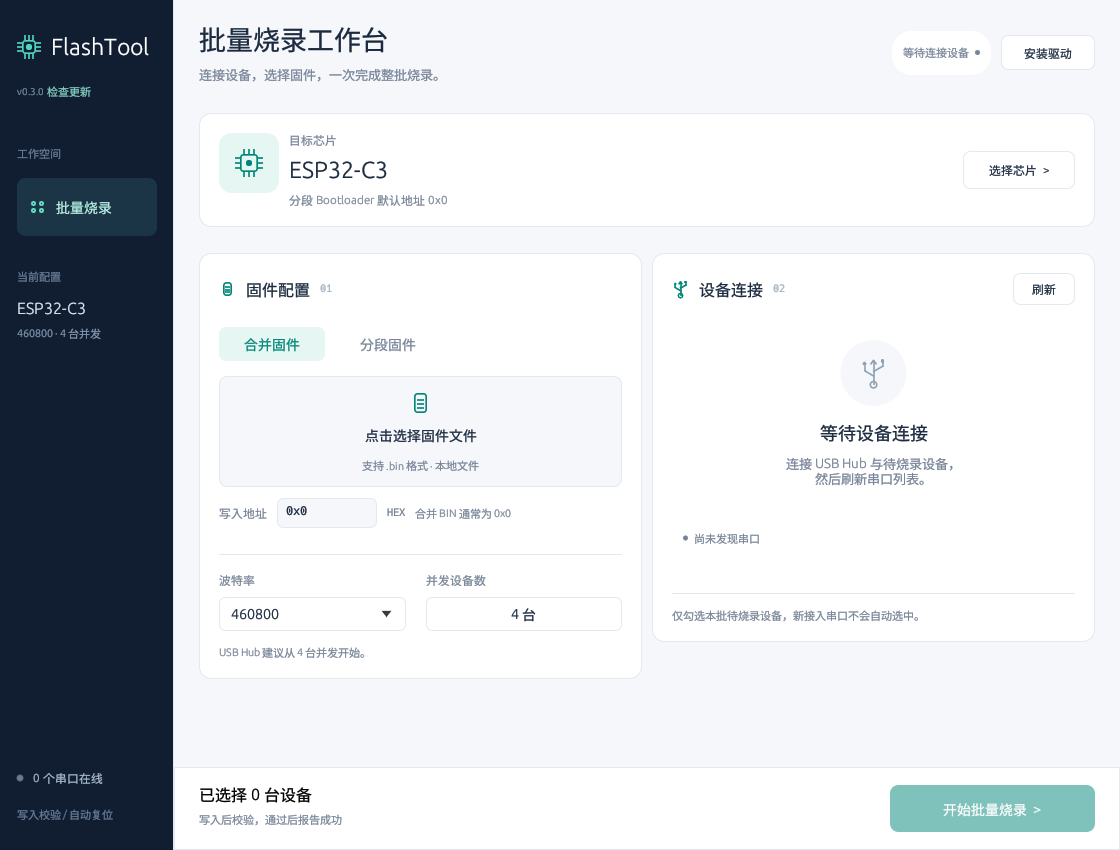 FlashTool
v0.3.0 检查更新
工作空间
批量烧录
当前配置
ESP32-C3
460800 · 4 台并发
0 个串口在线
写入校验 / 自动复位
批量烧录工作台
连接设备，选择固件，一次完成整批烧录。
等待连接设备
安装驱动
目标芯片
ESP32-C3
分段 Bootloader 默认地址 0x0
选择芯片 >
固件配置 01
合并固件
分段固件
点击选择固件文件
支持 .bin 格式 · 本地文件
写入地址 0x0 HEX 合并 BIN 通常为 0x0
波特率
并发设备数
460800
4 台
USB Hub 建议从 4 台并发开始。
设备连接 02
刷新
等待设备连接
连接 USB Hub 与待烧录设备，
然后刷新串口列表。
尚未发现串口
仅勾选本批待烧录设备，新接入串口不会自动选中。
已选择 0 台设备
写入后校验，通过后报告成功
开始批量烧录 >